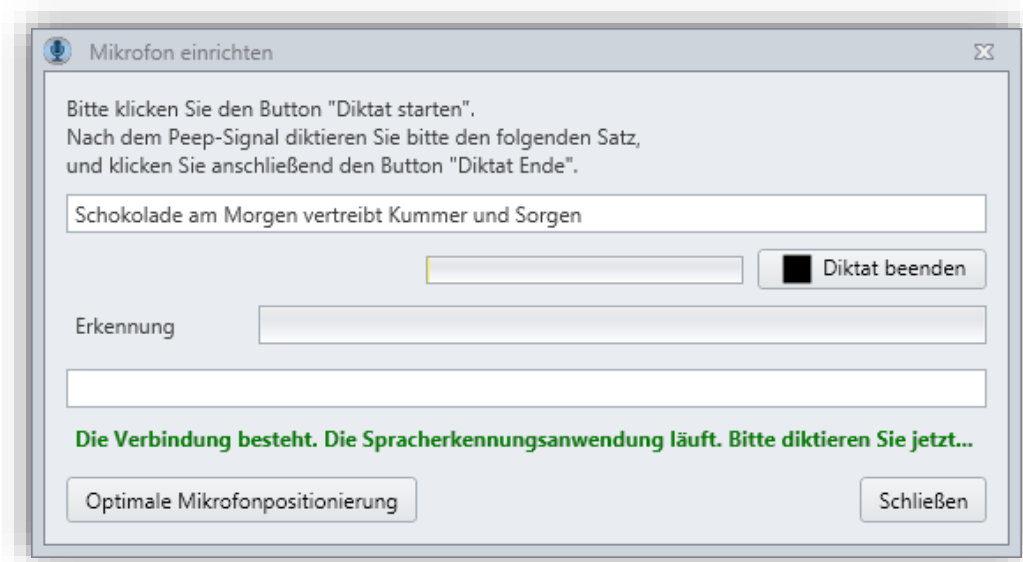 Mikrofon einrichten
Bitte klicken Sie den Button "Diktat starten".
Nach dem Peep-Signal diktieren Sie bitte den folgenden Satz,
und klicken Sie anschließend den Button "Diktat Ende".
Schokolade am Morgen vertreibt Kummer und Sorgen
Diktat beenden
Erkennung
Die Verbindung besteht. Die Spracherkennungsanwendung läuft. Bitte diktieren Sie jetzt...
Optimale Mikrofonpositionierung
Schließen